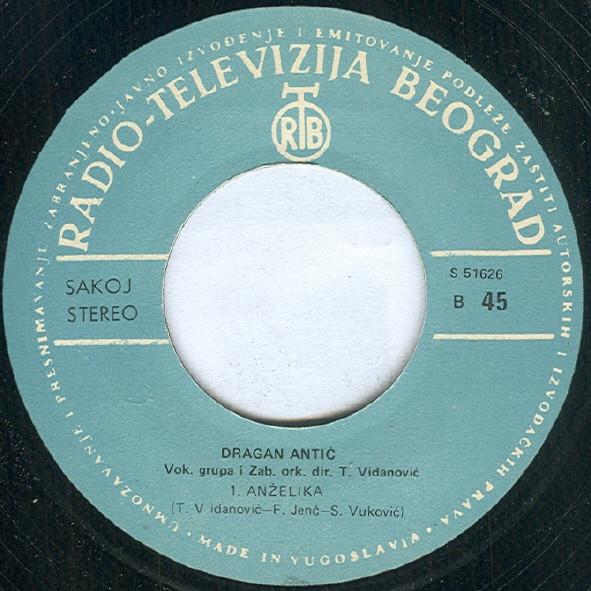 UMNOŽAVANJE I PRESNIMAVANJE ZABRANJENO·JAVNO IZVOĐENJE I EMITOVANJE PODLEŽE ZAŠTITI AUTORSKIH I IZVOĐAČKIH PRAVA·
RADIO-TELEVIZIJA BEOGRAD
RTB
SAKOJ
STEREO
S 51626
B 45
DRAGAN ANTIĆ
Vok. grupa i Zab. ork. dir. T. Vidanović
1. ANŽELIKA
(T. Vidanović—F. Jenč—S. Vuković)
· MADE IN YUGOSLAVIA ·